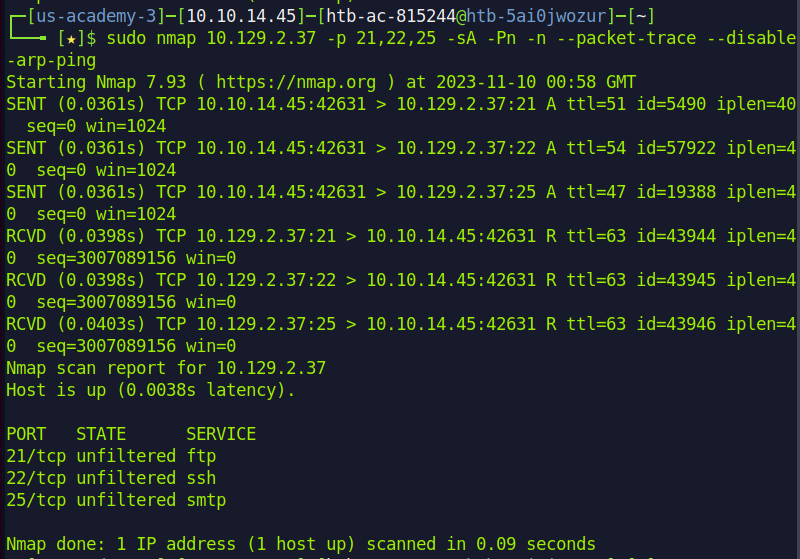 ┌─[us-academy-3]─[10.10.14.45]─[htb-ac-815244@htb-5ai0jwozur]─[~]
└──╼ [★]$ sudo nmap 10.129.2.37 -p 21,22,25 -sA -Pn -n --packet-trace --disable
-arp-ping
Starting Nmap 7.93 ( https://nmap.org ) at 2023-11-10 00:58 GMT
SENT (0.0361s) TCP 10.10.14.45:42631 > 10.129.2.37:21 A ttl=51 id=5490 iplen=40
  seq=0 win=1024
SENT (0.0361s) TCP 10.10.14.45:42631 > 10.129.2.37:22 A ttl=54 id=57922 iplen=4
0  seq=0 win=1024
SENT (0.0361s) TCP 10.10.14.45:42631 > 10.129.2.37:25 A ttl=47 id=19388 iplen=4
0  seq=0 win=1024
RCVD (0.0398s) TCP 10.129.2.37:21 > 10.10.14.45:42631 R ttl=63 id=43944 iplen=4
0  seq=3007089156 win=0
RCVD (0.0398s) TCP 10.129.2.37:22 > 10.10.14.45:42631 R ttl=63 id=43945 iplen=4
0  seq=3007089156 win=0
RCVD (0.0403s) TCP 10.129.2.37:25 > 10.10.14.45:42631 R ttl=63 id=43946 iplen=4
0  seq=3007089156 win=0
Nmap scan report for 10.129.2.37
Host is up (0.0038s latency).

PORT   STATE      SERVICE
21/tcp unfiltered ftp
22/tcp unfiltered ssh
25/tcp unfiltered smtp

Nmap done: 1 IP address (1 host up) scanned in 0.09 seconds